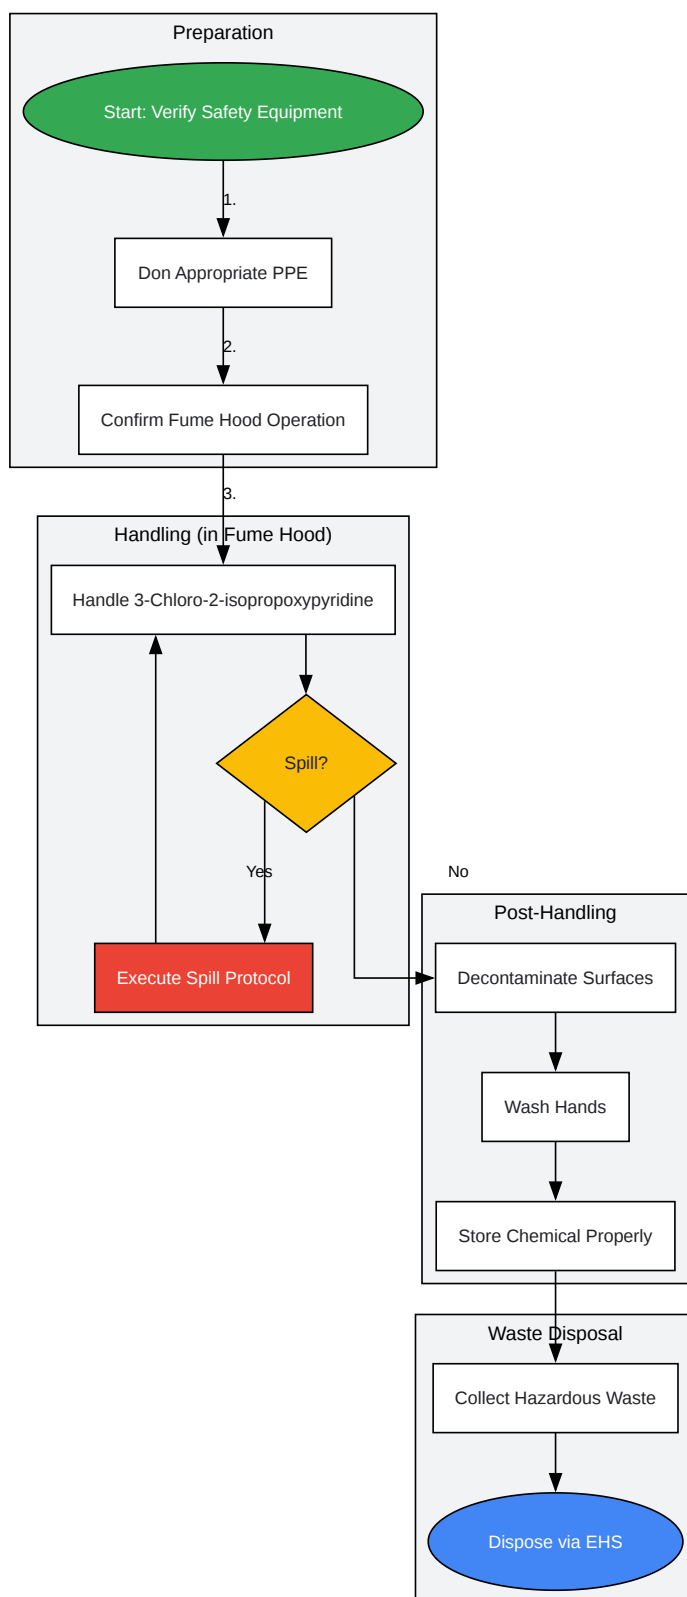 Preparation
Start: Verify Safety Equipment
1.
Don Appropriate PPE
2.
Confirm Fume Hood Operation
3.
Handling (in Fume Hood)
Handle 3-Chloro-2-isopropoxypyridine
Spill?
Yes
No
Execute Spill Protocol
Post-Handling
Decontaminate Surfaces
Wash Hands
Store Chemical Properly
Waste Disposal
Collect Hazardous Waste
Dispose via EHS